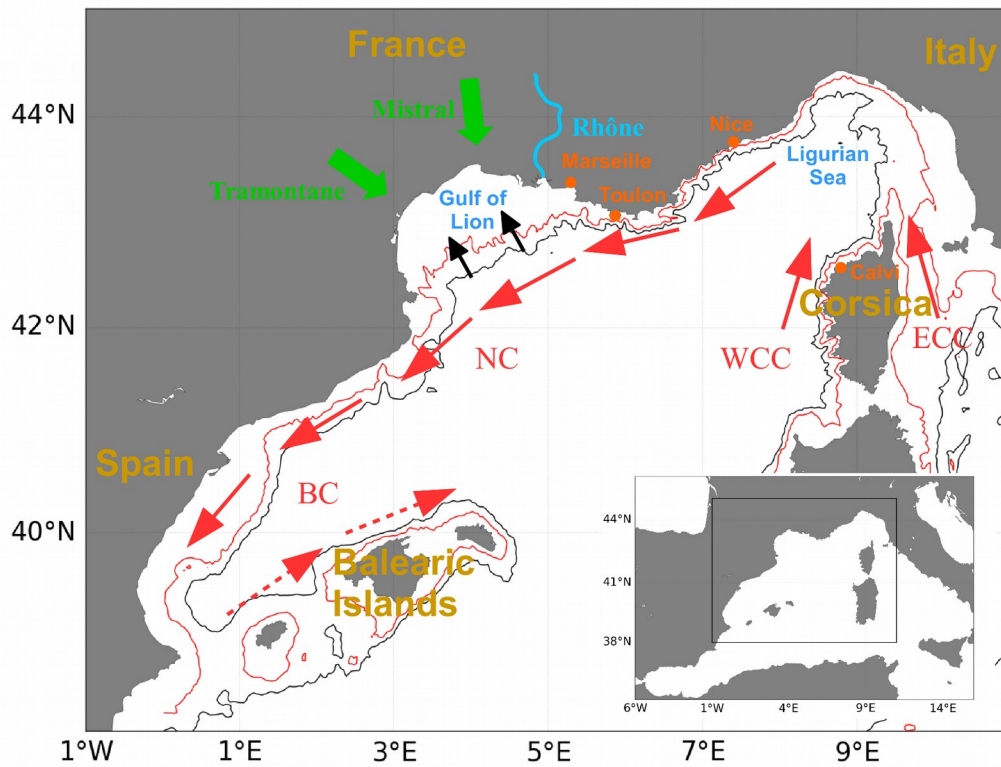 France
Italy
44°N
Mistral
Rhône
Nice
Marseille
Ligurian
Sea
Tramontane
Gulf of
Lion
Toulon
Calvi
Corsica
42°N
NC
WCC
ECC
Spain
BC
40°N
Balearic
Islands
44°N
41°N
38°N
6°W
1°W
4°E
9°E
14°E
1°W
1°E
3°E
5°E
7°E
9°E